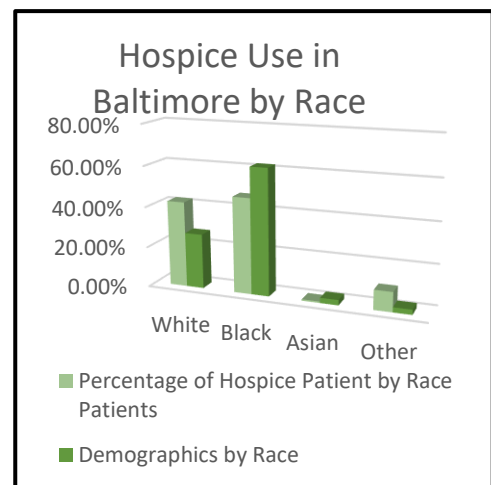 Hospice Use in
Baltimore by Race
80.00%
60.00%
40.00%
20.00%
0.00%
White
Black
Asian
Other
Percentage of Hospice Patient by Race
Patients
Demographics by Race